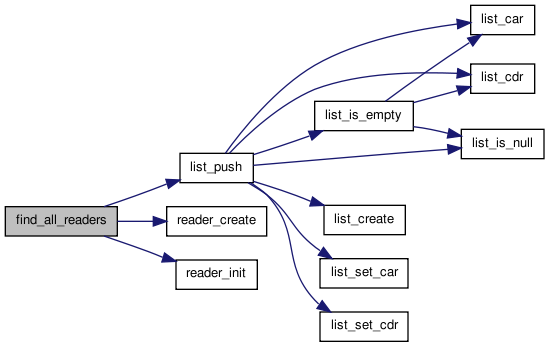 list_car
list_cdr
list_is_empty
list_is_null
list_push
find_all_readers
reader_create
list_create
reader_init
list_set_car
list_set_cdr